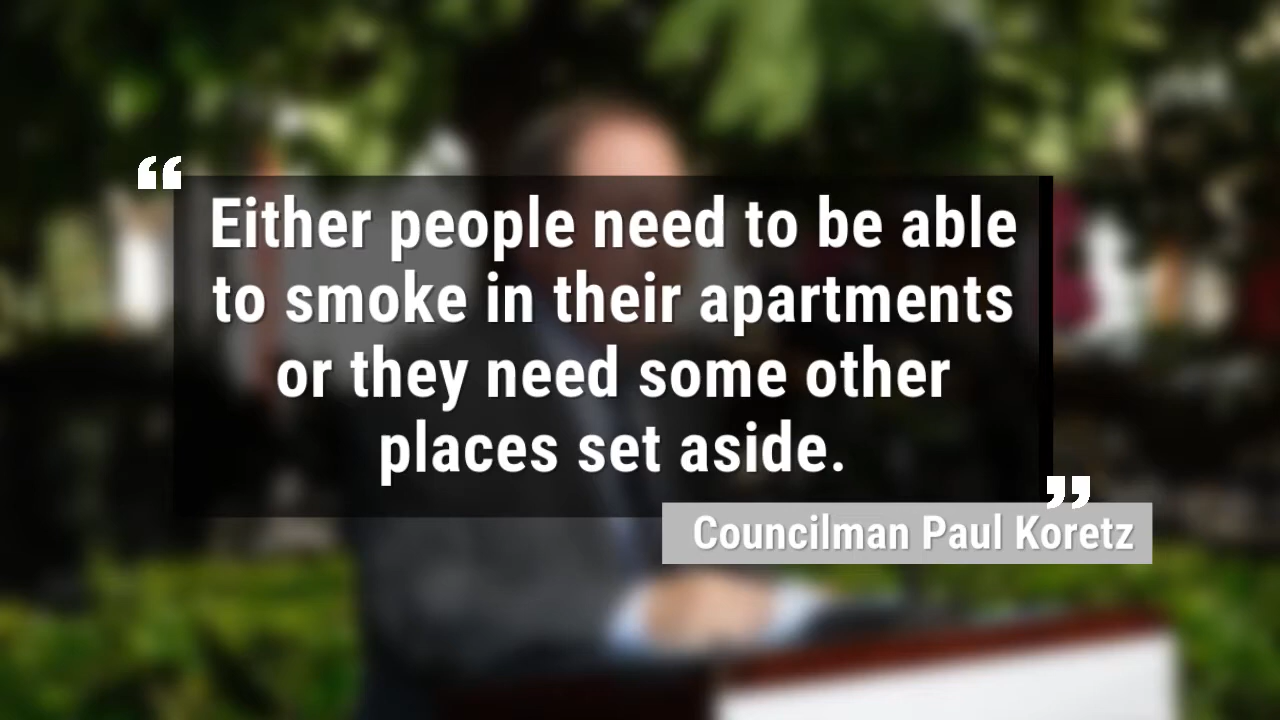 “
Either people need to be able
to smoke in their apartments
or they need some other
places set aside.
”
Councilman Paul Koretz